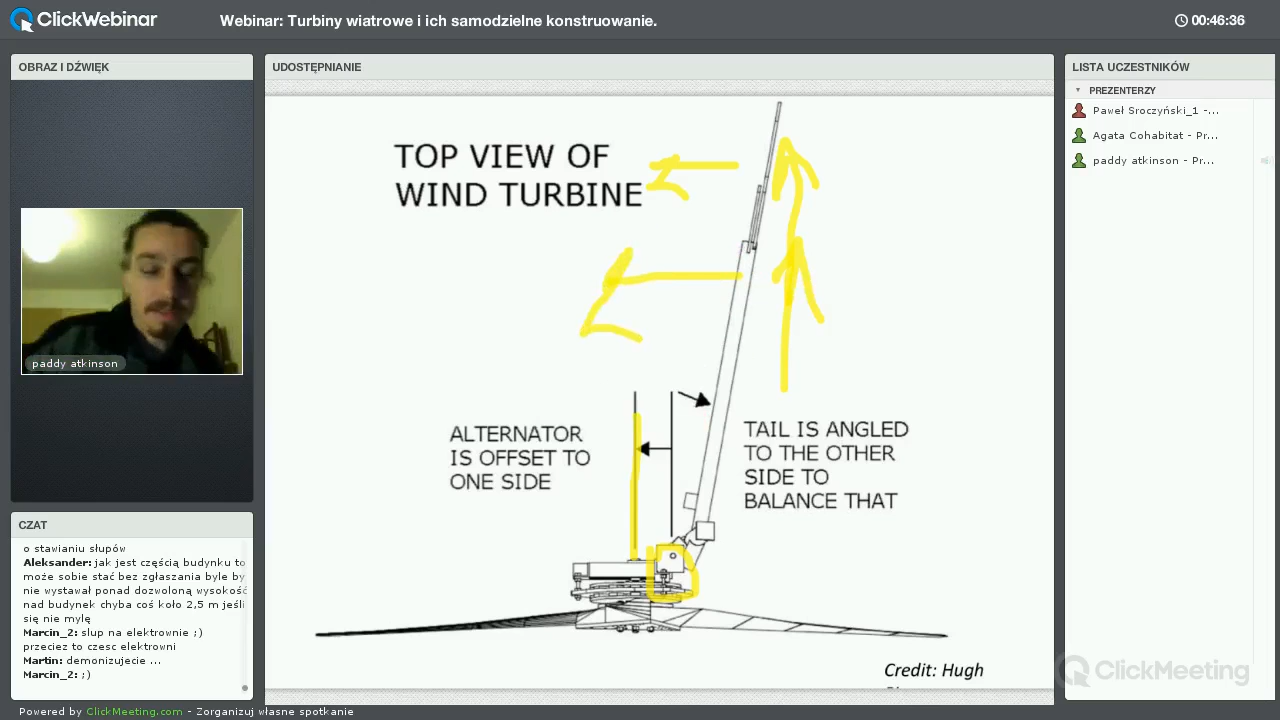 ClickWebinar
Webinar: Turbiny wiatrowe i ich samodzielne konstruowanie.
00:46:36
OBRAZ I DŹWIĘK
paddy atkinson
CZAT
o stawianiu słupów
Aleksander: jak jest częścią budynku to
może sobie stać bez zgłaszania byle by
nie wystawał ponad dozwoloną wysokość
nad budynek chyba coś koło 2,5 m jeśli
się nie mylę
Marcin_2: slup na elektrownie ;)
przeciez to czesc elektrowni
Martin: demonizujecie ...
Marcin_2: ;)
UDOSTĘPNIANIE
TOP VIEW OF
WIND TURBINE
ALTERNATOR
IS OFFSET TO
ONE SIDE
TAIL IS ANGLED
TO THE OTHER
SIDE TO
BALANCE THAT
Credit: Hugh
LISTA UCZESTNIKÓW
PREZENTERZY
Paweł Sroczyński_1 -...
Agata Cohabitat - Pr...
paddy atkinson - Pr...
ClickMeeting
Powered by ClickMeeting.com - Zorganizuj własne spotkanie